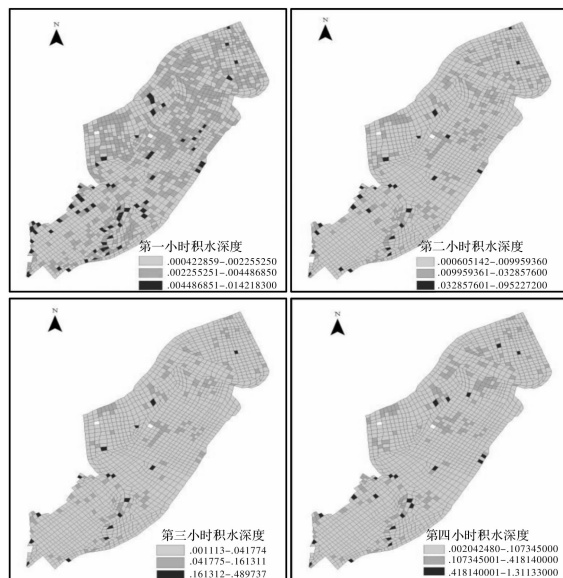 N
第一小时积水深度
.000422859-.002255250
.002255251-.004486850
.004486851-.014218300
N
第二小时积水深度
.000605142-.009959360
.009959361-.032857600
.032857601-.095227200
N
第三小时积水深度
.001113-.041774
.041775-.161311
.161312-.489737
N
第四小时积水深度
.002042480-.107345000
.107345001-.418140000
.418140001-1.31133000